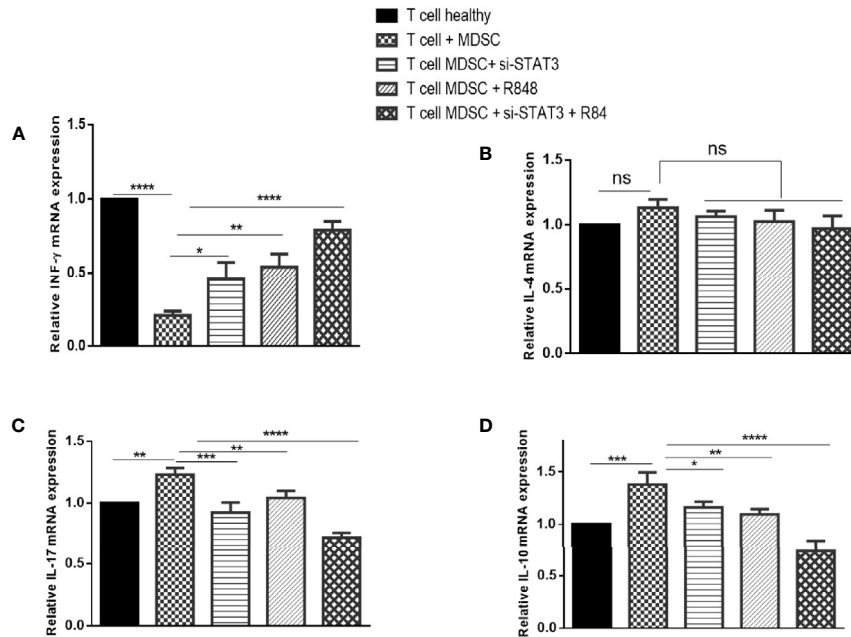 T cell healthy
T cell + MDSC
T cell MDSC+ si-STAT3
T cell MDSC + R848
T cell MDSC + si-STAT3 + R84
A
Relative INF-γ mRNA expression
1.5
1.0
0.5
0.0
****
****
**
*
B
Relative IL-4 mRNA expression
1.5
1.0
0.5
0.0
ns
ns
C
Relative IL-17 mRNA expression
1.5
1.0
0.5
0.0
****
**
**
***
D
Relative IL-10 mRNA expression
1.5
1.0
0.5
0.0
****
**
***
*